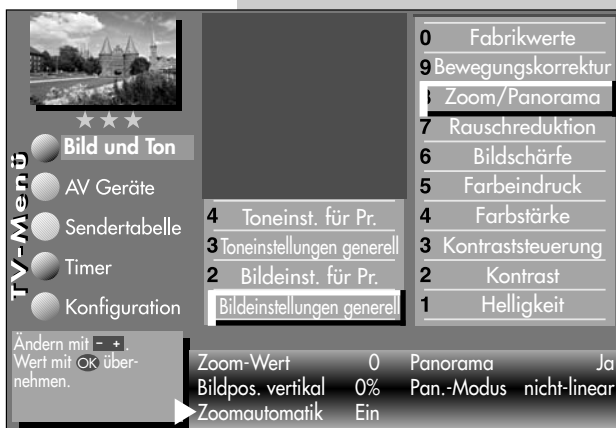 TV-Menü
Bild und Ton
AV Geräte
Sendertabelle
Timer
Konfiguration
4 Toneinst. für Pr.
3 Toneinstellungen generell
2 Bildeinst. für Pr.
Bildeinstellungen generell
0 Fabrikwerte
9 Bewegungskorrektur
8 Zoom/Panorama
7 Rauschreduktion
6 Bildschärfe
5 Farbeindruck
4 Farbstärke
3 Kontraststeuerung
2 Kontrast
1 Helligkeit
Ändern mit - + .
Wert mit OK über-
nehmen.
Zoom-Wert 0 Panorama Ja
Bildpos. vertikal 0% Pan.-Modus nicht-linear
Zoomautomatik Ein